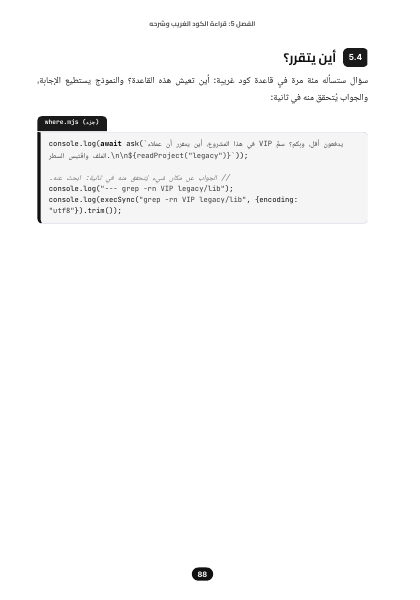 الفصل 5: قراءة الكود الغريب وشرحه
5.4 أين يتقرر؟
سؤال ستسأله مئة مرة في قاعدة كود غريبة: أين تعيش هذه القاعدة؟ والنموذج يستطيع الإجابة،
والجواب يُتحقق منه في ثانية:
where.mjs (جزء)
console.log(await ask(`في هذا المشروع، أين يتقرر أن عملاء VIP يدفعون أقل، وبكم؟ سمِّ
الملف واقتبس السطر.\n\n${readProject("legacy")}`));
// الجواب عن مكان شيء يُتحقق منه في ثانية: ابحث عنه.
console.log("--- grep -rn VIP legacy/lib");
console.log(execSync("grep -rn VIP legacy/lib", {encoding:
"utf8"}).trim());
88